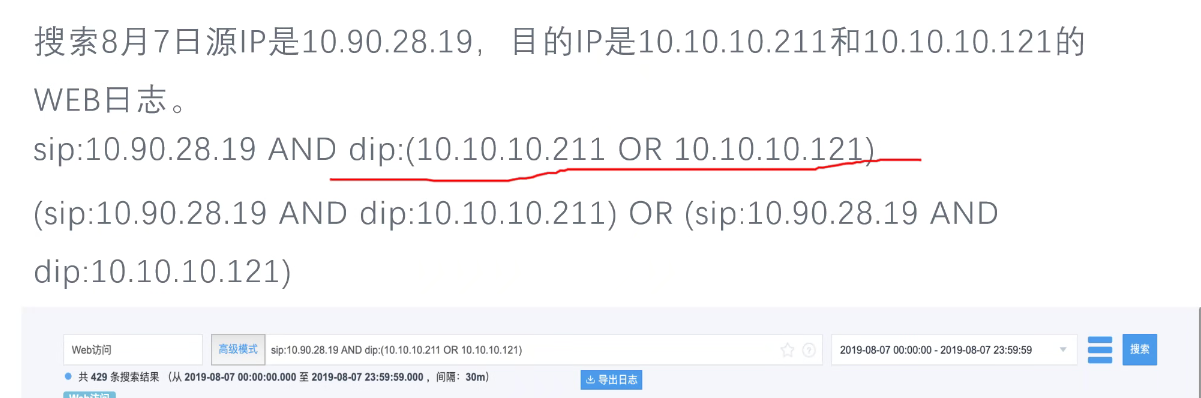 搜索8月7日源IP是10.90.28.19，目的IP是10.10.10.211和10.10.10.121的
WEB日志。
sip:10.90.28.19 AND dip:(10.10.10.211 OR 10.10.10.121)
(sip:10.90.28.19 AND dip:10.10.10.211) OR (sip:10.90.28.19 AND
dip:10.10.10.121)
Web访问 高级模式 sip:10.90.28.19 AND dip:(10.10.10.211 OR 10.10.10.121) 2019-08-07 00:00:00 - 2019-08-07 23:59:59 搜索
共 429 条搜索结果 （从 2019-08-07 00:00:00.000 至 2019-08-07 23:59:59.000 ，间隔：30m） 导出日志
Web访问